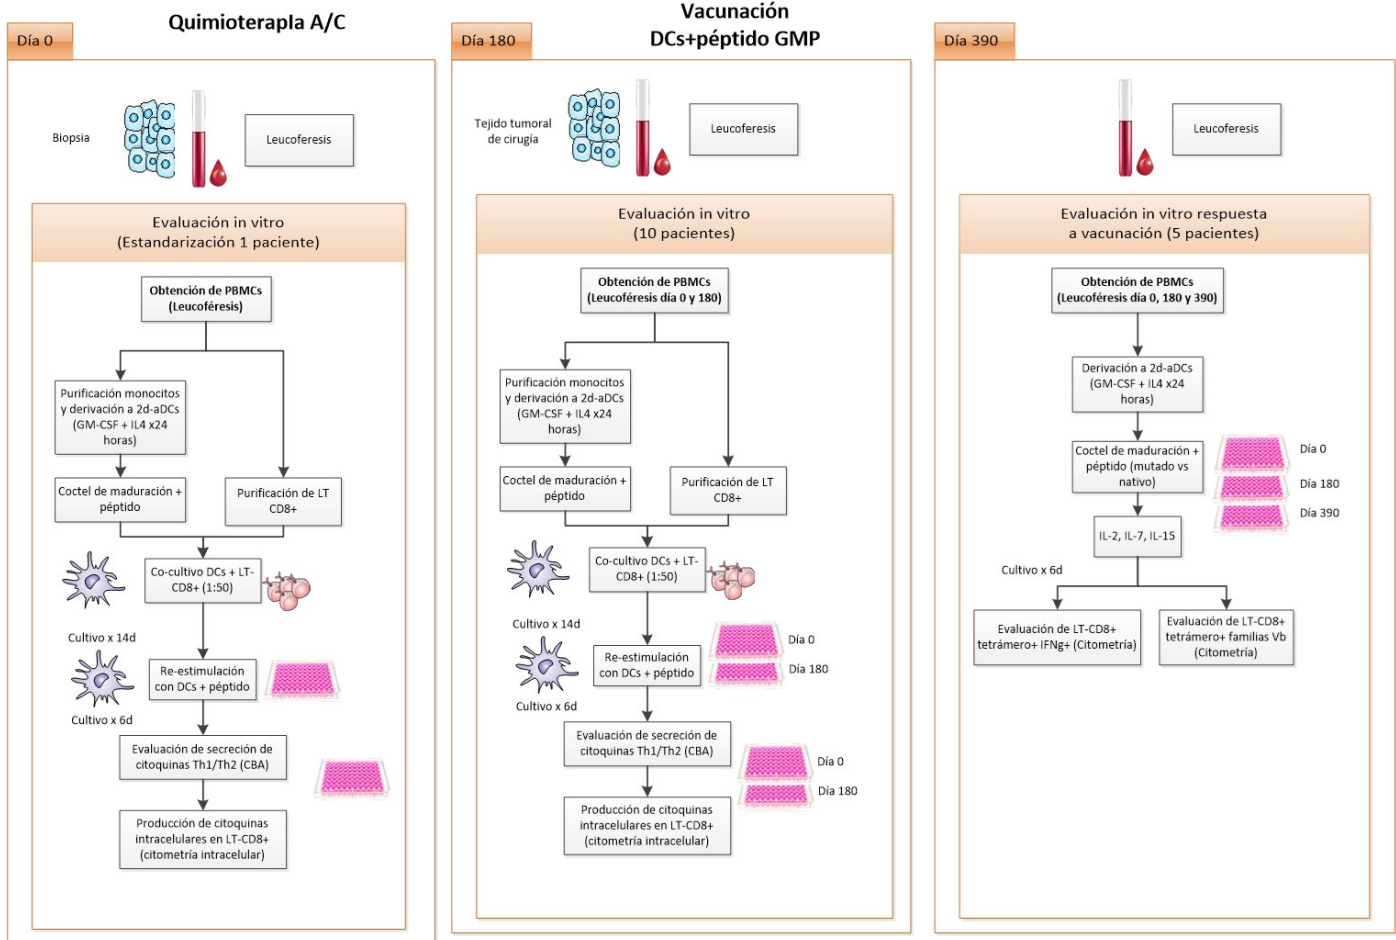 Quimioterapla A/C
Día 0
Biopsia
Leucoferesis
Evaluación in vitro
(Estandarización 1 paciente)
Obtención de PBMCs
(Leucoféresis)
Purificación monocitos
y derivación a 2d-aDCs
(GM-CSF + IL4 x24
horas)
Coctel de maduración +
péptido
Purificación de LT
CD8+
Co-cultivo DCs + LT-
CD8+ (1:50)
Cultivo x 14d
Re-estimulación
con DCs + péptido
Cultivo x 6d
Evaluación de secreción de
citoquinas Th1/Th2 (CBA)
Producción de citoquinas
intracelulares en LT-CD8+
(citometría intracelular)
Vacunación
DCs+péptido GMP
Día 180
Tejido tumoral
de cirugía
Leucoferesis
Evaluación in vitro
(10 pacientes)
Obtención de PBMCs
(Leucoféresis día 0 y 180)
Purificación monocitos
y derivación a 2d-aDCs
(GM-CSF + IL4 x24
horas)
Coctel de maduración +
péptido
Purificación de LT
CD8+
Co-cultivo DCs + LT-
CD8+ (1:50)
Cultivo x 14d
Re-estimulación
con DCs + péptido
Día 0
Día 180
Cultivo x 6d
Evaluación de secreción de
citoquinas Th1/Th2 (CBA)
Día 0
Día 180
Producción de citoquinas
intracelulares en LT-CD8+
(citometría intracelular)
Día 390
Leucoferesis
Evaluación in vitro respuesta
a vacunación (5 pacientes)
Obtención de PBMCs
(Leucoféresis día 0, 180 y 390)
Derivación a 2d-aDCs
(GM-CSF + IL4 x24
horas)
Coctel de maduración +
péptido (mutado vs
nativo)
Día 0
Día 180
Día 390
IL-2, IL-7, IL-15
Cultivo x 6d
Evaluación de LT-CD8+
tetrámero+ IFNg+ (Citometría)
Evaluación de LT-CD8+
tetrámero+ familias Vb
(Citometría)